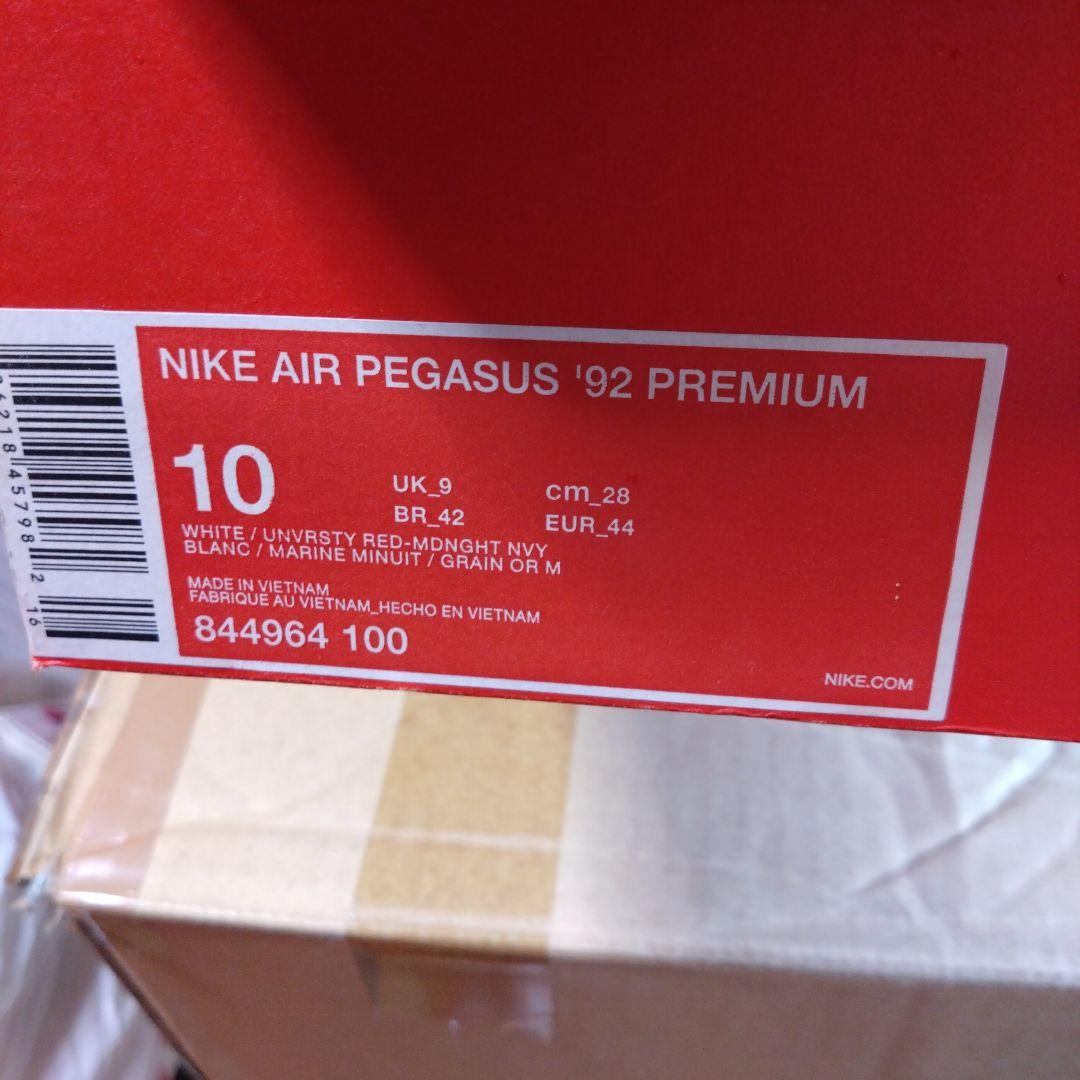 NIKE AIR PEGASUS '92 PREMIUM
10
UK_9 cm_28
BR_42 EUR_44
WHITE / UNVRSTY RED-MDNGHT NVY
BLANC / MARINE MINUIT / GRAIN OR M
MADE IN VIETNAM
FABRIQUE AU VIETNAM_HECHO EN VIETNAM
844964 100
NIKE.COM